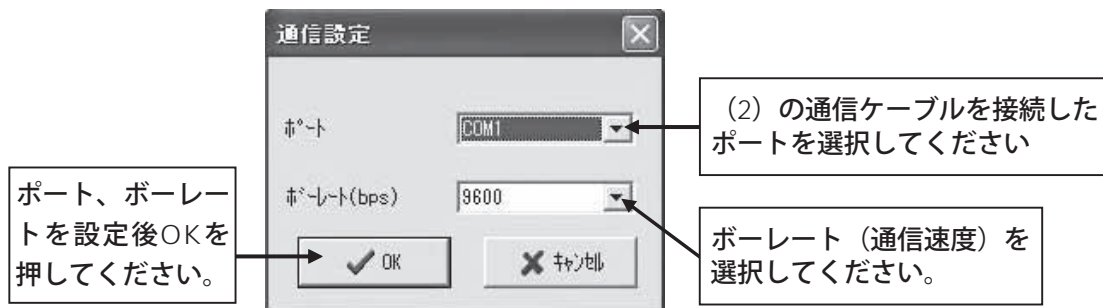 通信設定
ﾎﾟｰﾄ
COM1
ﾎﾞｰﾚｰﾄ(bps)
9600
OK
ｷｬﾝｾﾙ
(2)の通信ケーブルを接続した
ポートを選択してください
ボーレート(通信速度)を
選択してください。
ポート、ボーレー
トを設定後OKを
押してください。